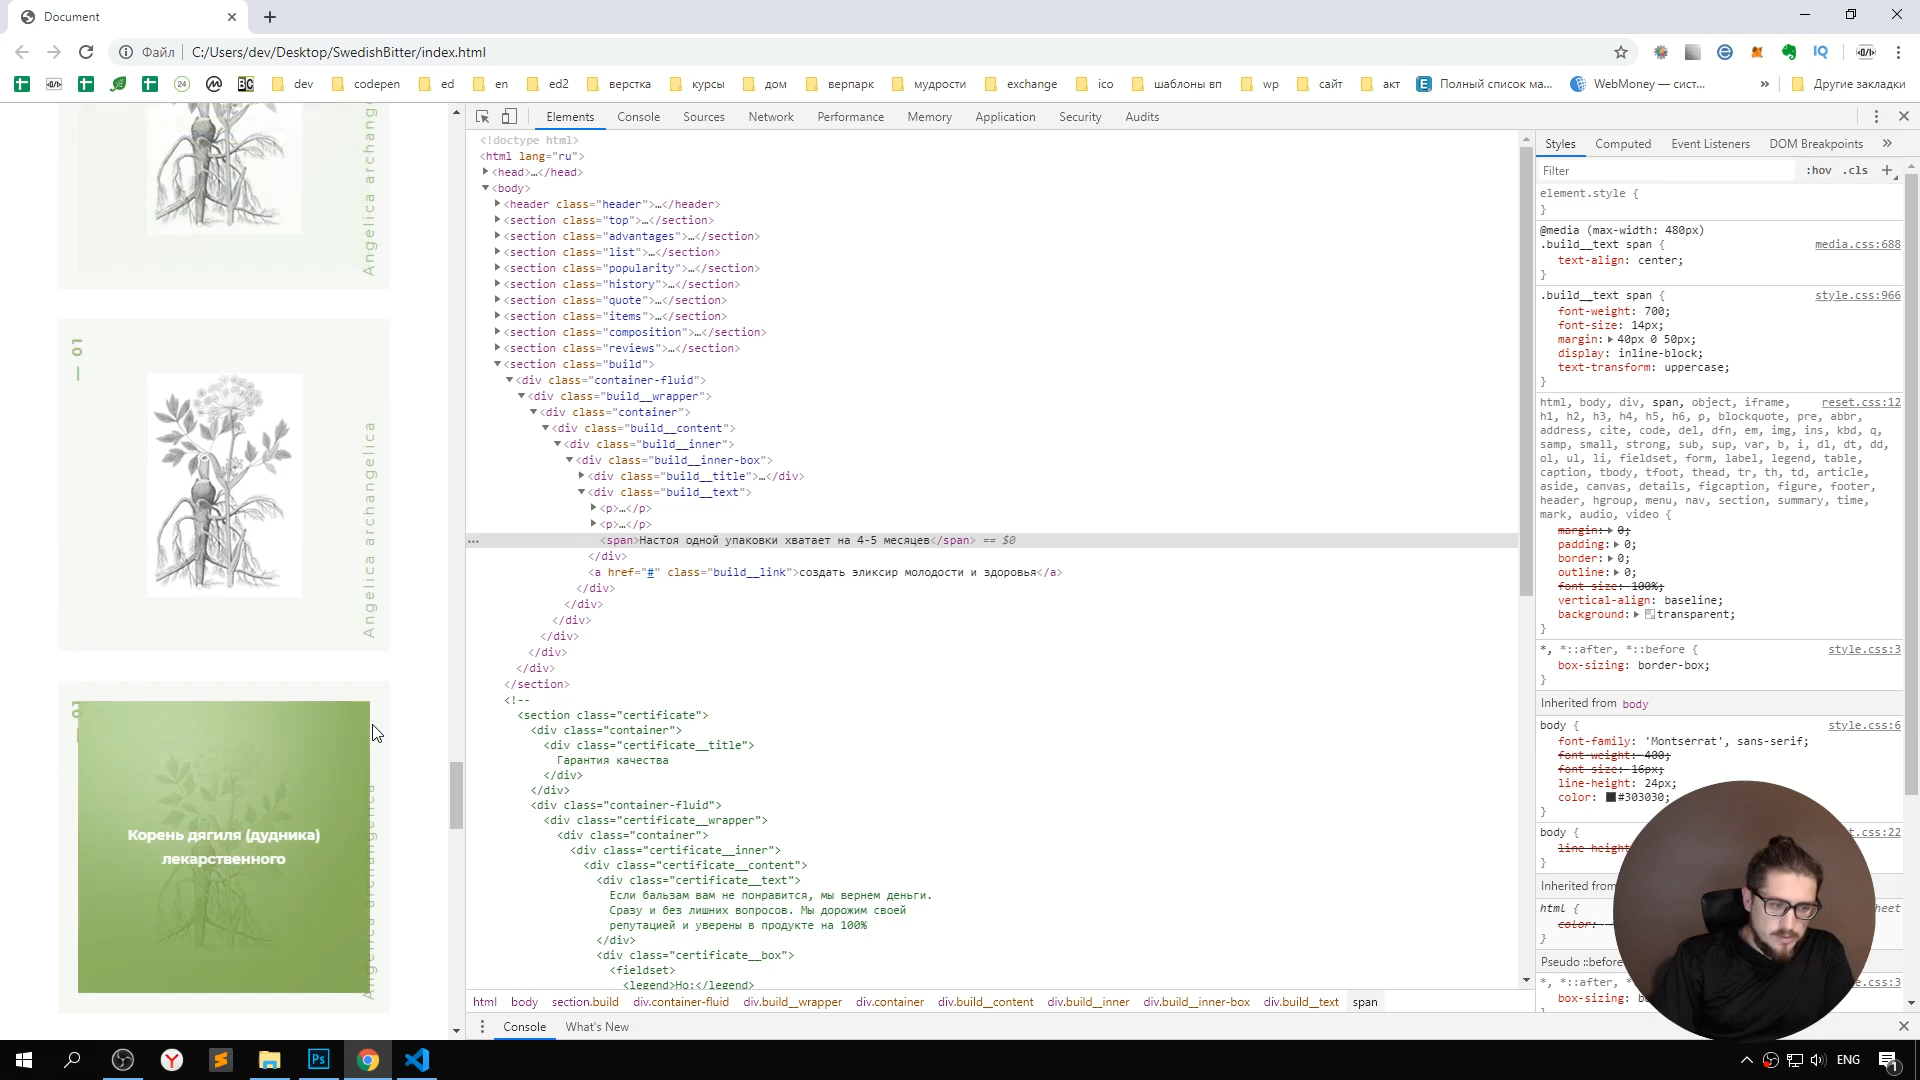 Document
Файл
C:/Users/dev/Desktop/SwedishBitter/index.html
IQ
24
BC
dev
codepen
ed
en
ed2
верстка
курсы
дом
верпарк
мудрости
exchange
ico
шаблоны вп
wp
сайт
акт
Полный список ма...
WebMoney — сист...
»
Другие закладки
Angelica archang
01
Angelica archangelica
01
Корень дягиля (дудника)
лекарственного
Angelica archangelica
Elements Console Sources Network Performance Memory Application Security Audits
<!doctype html>
<html lang="ru">
<head>…</head>
<body>
<header class="header">…</header>
<section class="top">…</section>
<section class="advantages">…</section>
<section class="list">…</section>
<section class="popularity">…</section>
<section class="history">…</section>
<section class="quote">…</section>
<section class="items">…</section>
<section class="composition">…</section>
<section class="reviews">…</section>
<section class="build">
<div class="container-fluid">
<div class="build__wrapper">
<div class="container">
<div class="build__content">
<div class="build__inner">
<div class="build__inner-box">
<div class="build__title">…</div>
<div class="build__text">
<p>…</p>
<p>…</p>
<span>Настоя одной упаковки хватает на 4-5 месяцев</span> == $0
</div>
<a href="#" class="build__link">создать эликсир молодости и здоровья</a>
</div>
</div>
</div>
</div>
</div>
</div>
</section>
<!--
<section class="certificate">
<div class="container">
<div class="certificate__title">
Гарантия качества
</div>
</div>
<div class="container-fluid">
<div class="certificate__wrapper">
<div class="container">
<div class="certificate__inner">
<div class="certificate__content">
<div class="certificate__text">
Если бальзам вам не понравится, мы вернем деньги.
Сразу и без лишних вопросов. Мы дорожим своей
репутацией и уверены в продукте на 100%
</div>
<div class="certificate__box">
<fieldset>
<legend>Но:</legend>
html body section.build div.container-fluid div.build__wrapper div.container div.build__content div.build__inner div.build__inner-box div.build__text span
Console What's New
Styles Computed Event Listeners DOM Breakpoints »
Filter :hov .cls +
element.style {
}
@media (max-width: 480px)
.build__text span { media.css:688
text-align: center;
}
.build__text span { style.css:966
font-weight: 700;
font-size: 14px;
margin: 40px 0 50px;
display: inline-block;
text-transform: uppercase;
}
html, body, div, span, object, iframe, reset.css:12
h1, h2, h3, h4, h5, h6, p, blockquote, pre, abbr,
address, cite, code, del, dfn, em, img, ins, kbd, q,
samp, small, strong, sub, sup, var, b, i, dl, dt, dd,
ol, ul, li, fieldset, form, label, legend, table,
caption, tbody, tfoot, thead, tr, th, td, article,
aside, canvas, details, figcaption, figure, footer,
header, hgroup, menu, nav, section, summary, time,
mark, audio, video {
margin: 0;
padding: 0;
border: 0;
outline: 0;
font-size: 100%;
vertical-align: baseline;
background: transparent;
}
*, *::after, *::before { style.css:3
box-sizing: border-box;
}
Inherited from body
body { style.css:6
font-family: 'Montserrat', sans-serif;
font-weight: 400;
font-size: 16px;
line-height: 24px;
color: #303030;
}
body { t.css:22
line-height
}
Inherited from
html { heet
color:
}
Pseudo ::before
*, *::after, * e.css:3
box-sizing: b
Ps
ENG
1